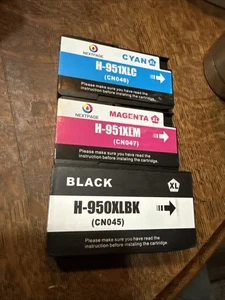 NEXTPAGE
CYAN XL
H-951XLC
(CN046)
Please make sure you have read the
instruction before installing the cartridge.
NEXTPAGE
MAGENTA XL
H-951XEM
(CN047)
Please make sure you have read the
instruction before installing the cartridge.
BLACK
XL
H-950XLBK
(CN045)
Please make sure you have read the
instruction before installing the cartridge.